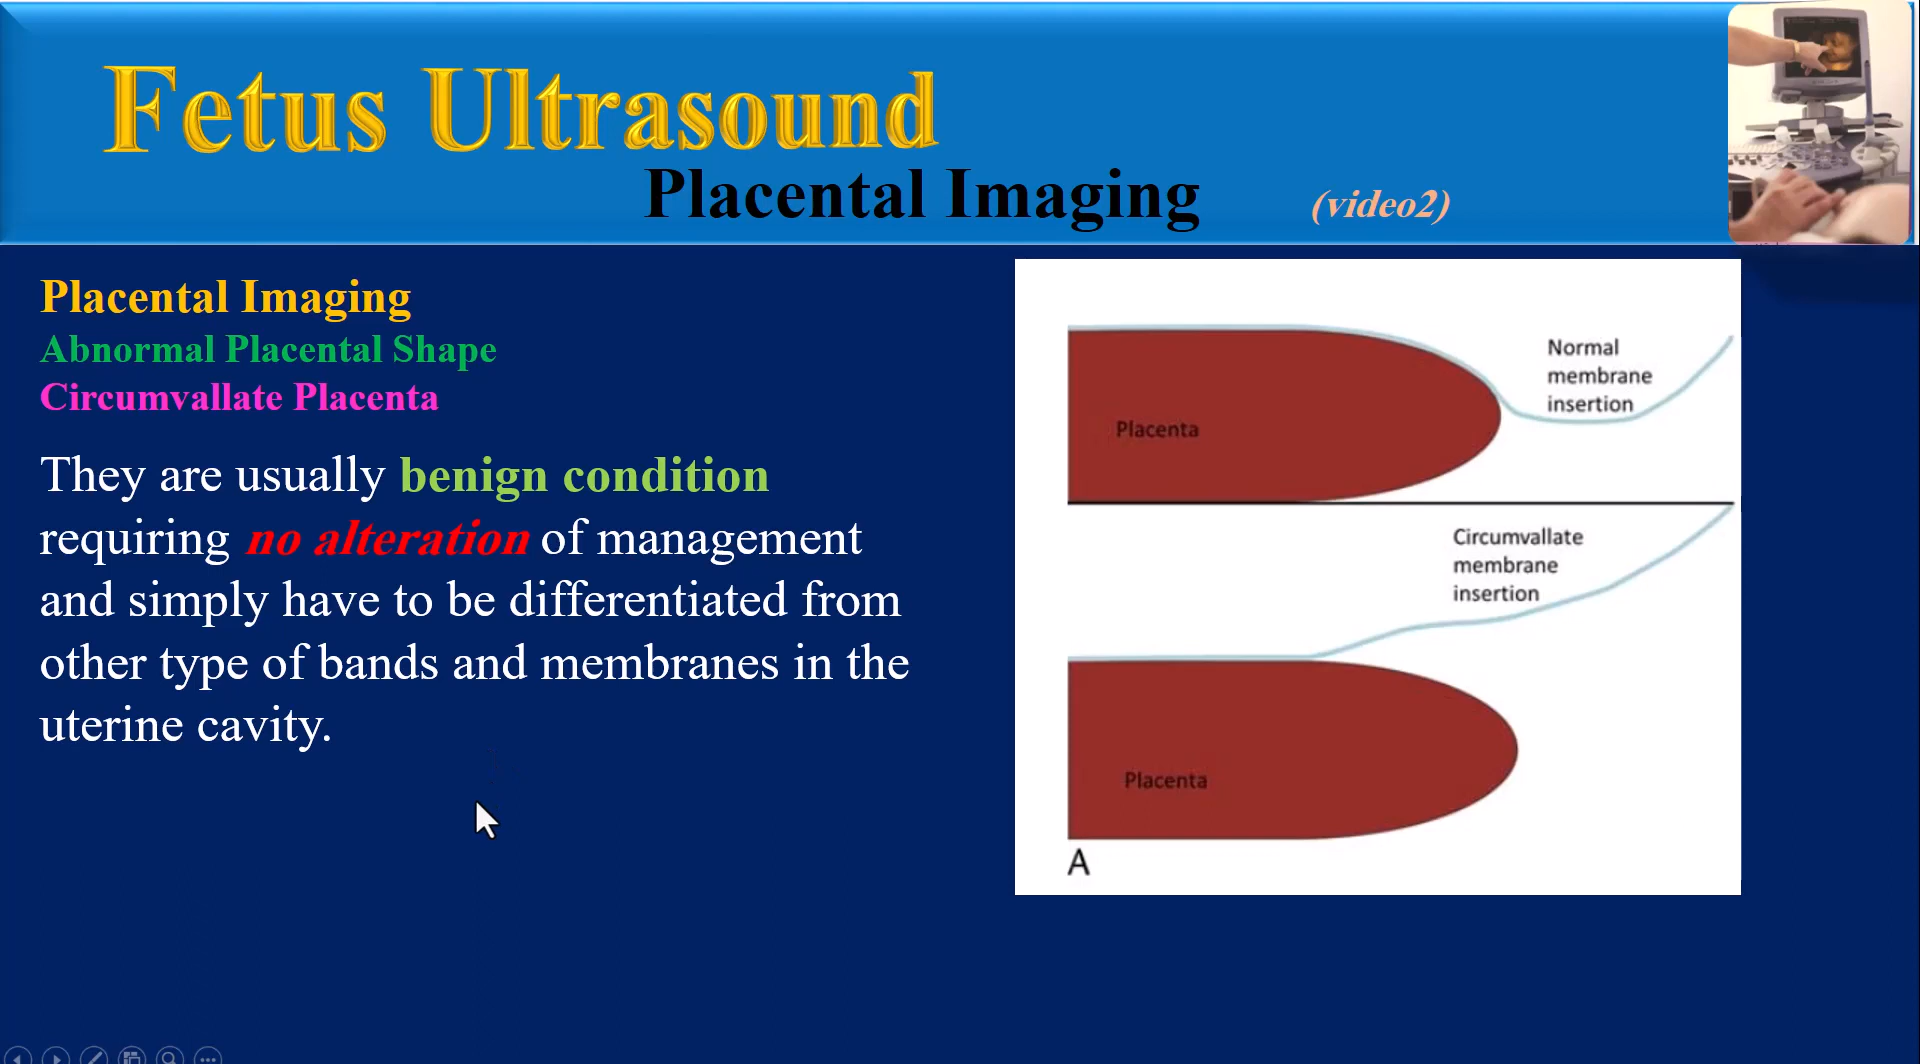 Fetus Ultrasound
Placental Imaging
(video2)
Placental Imaging
Abnormal Placental Shape
Circumvallate Placenta
They are usually benign condition
requiring no alteration of management
and simply have to be differentiated from
other type of bands and membranes in the
uterine cavity.
Normal
membrane
insertion
Placenta
Circumvallate
membrane
insertion
Placenta
A